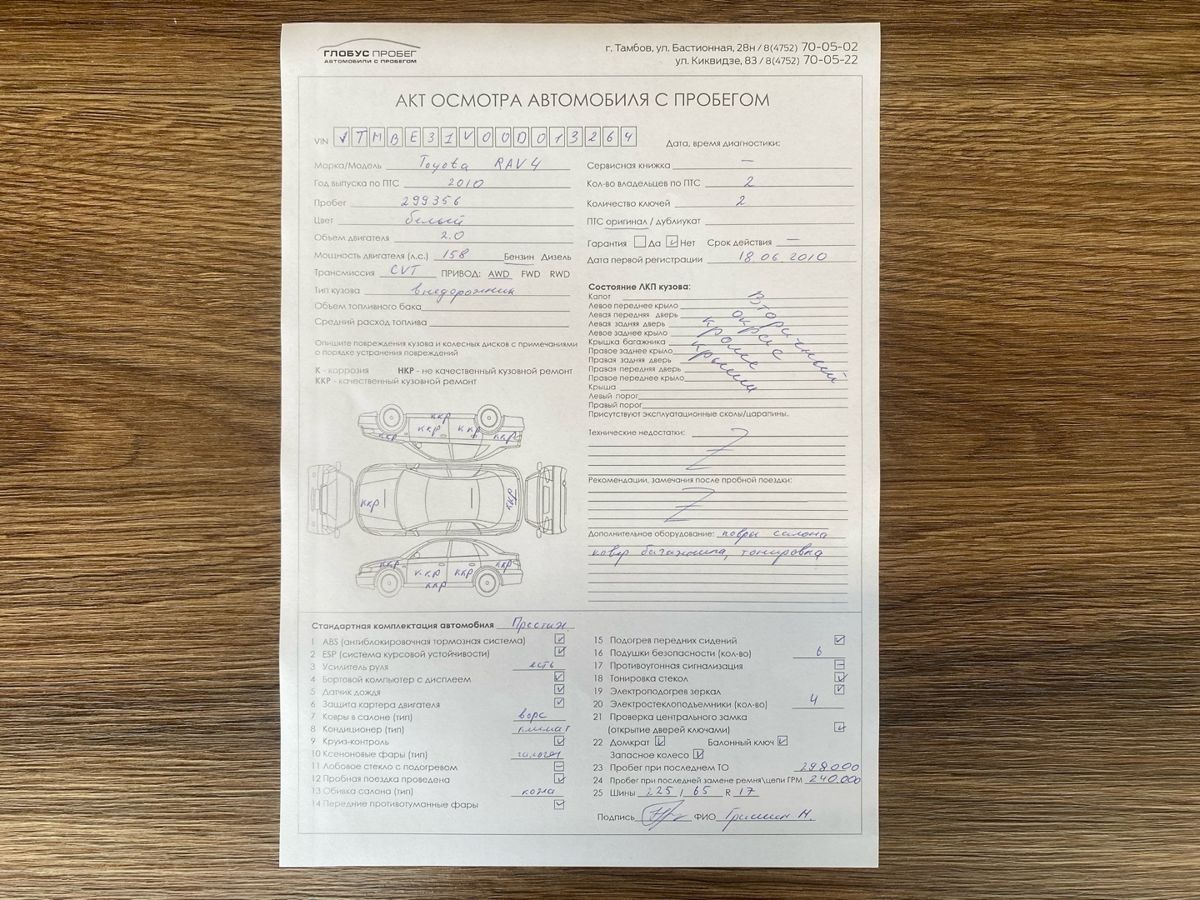 ГЛОБУС ПРОБЕГ
АВТОМОБИЛИ С ПРОБЕГОМ
г. Тамбов, ул. Бастионная, 28н / 8(4752) 70-05-02
ул. Киквидзе, 83 / 8(4752) 70-05-22
АКТ ОСМОТРА АВТОМОБИЛЯ С ПРОБЕГОМ
VIN JTMBE31V00D013264
Дата, время диагностики:
Марка/Модель Toyota RAV4
Год выпуска по ПТС 2010
Пробег 299356
Цвет белый
Объем двигателя 2.0
Мощность двигателя (л.с.) 158 Бензин Дизель
Трансмиссия CVT ПРИВОД: AWD FWD RWD
Тип кузова внедорожник
Объем топливного бака
Средний расход топлива
Сервисная книжка —
Кол-во владельцев по ПТС 2
Количество ключей 2
ПТС оригинал / дубликат
Гарантия Да Нет Срок действия —
Дата первой регистрации 18.06.2010
Опишите повреждения кузова и колесных дисков с примечаниями
о порядке устранения повреждений
К - коррозия НКР - не качественный кузовной ремонт
ККР - качественный кузовной ремонт
ккр
ккр ккр
ккр ккр
ккр ккр
ккр ккр
ккр ккр
ккр
Состояние ЛКП кузова:
Капот
Левое переднее крыло
Левая передняя дверь
Левая задняя дверь
Левое заднее крыло
Крышка багажника
Правое заднее крыло
Правая задняя дверь
Правая передняя дверь
Правое переднее крыло
Крыша
Левый порог
Правый порог
Вторичный
окрас
кроме
крыши
Присутствуют эксплуатационные сколы/царапины.
Технические недостатки:
Z
Рекомендации, замечания после пробной поездки:
Z
Дополнительное оборудование: ковры салона
ковер багажника, тонировка
Стандартная комплектация автомобиля Престиж
1 ABS (антиблокировочная тормозная система)
2 ESP (система курсовой устойчивости)
3 Усилитель руля есть
4 Бортовой компьютер с дисплеем
5 Датчик дождя
6 Защита картера двигателя
7 Ковры в салоне (тип) ворс
8 Кондиционер (тип) климат
9 Круиз-контроль
10 Ксеноновые фары (тип) галоген
11 Лобовое стекло с подогревом
12 Пробная поездка проведена
13 Обивка салона (тип) кожа
14 Передние противотуманные фары
15 Подогрев передних сидений
16 Подушки безопасности (кол-во) 6
17 Противоугонная сигнализация
18 Тонировка стекол
19 Электроподогрев зеркал
20 Электростеклоподъемники (кол-во) 4
21 Проверка центрального замка
(открытие дверей ключами)
22 Домкрат Балонный ключ
Запасное колесо
23 Пробег при последнем ТО 298.000
24 Пробег при последней замене ремня\цепи ГРМ 240.000
25 Шины 225 / 65 R 17
Подпись ФИО